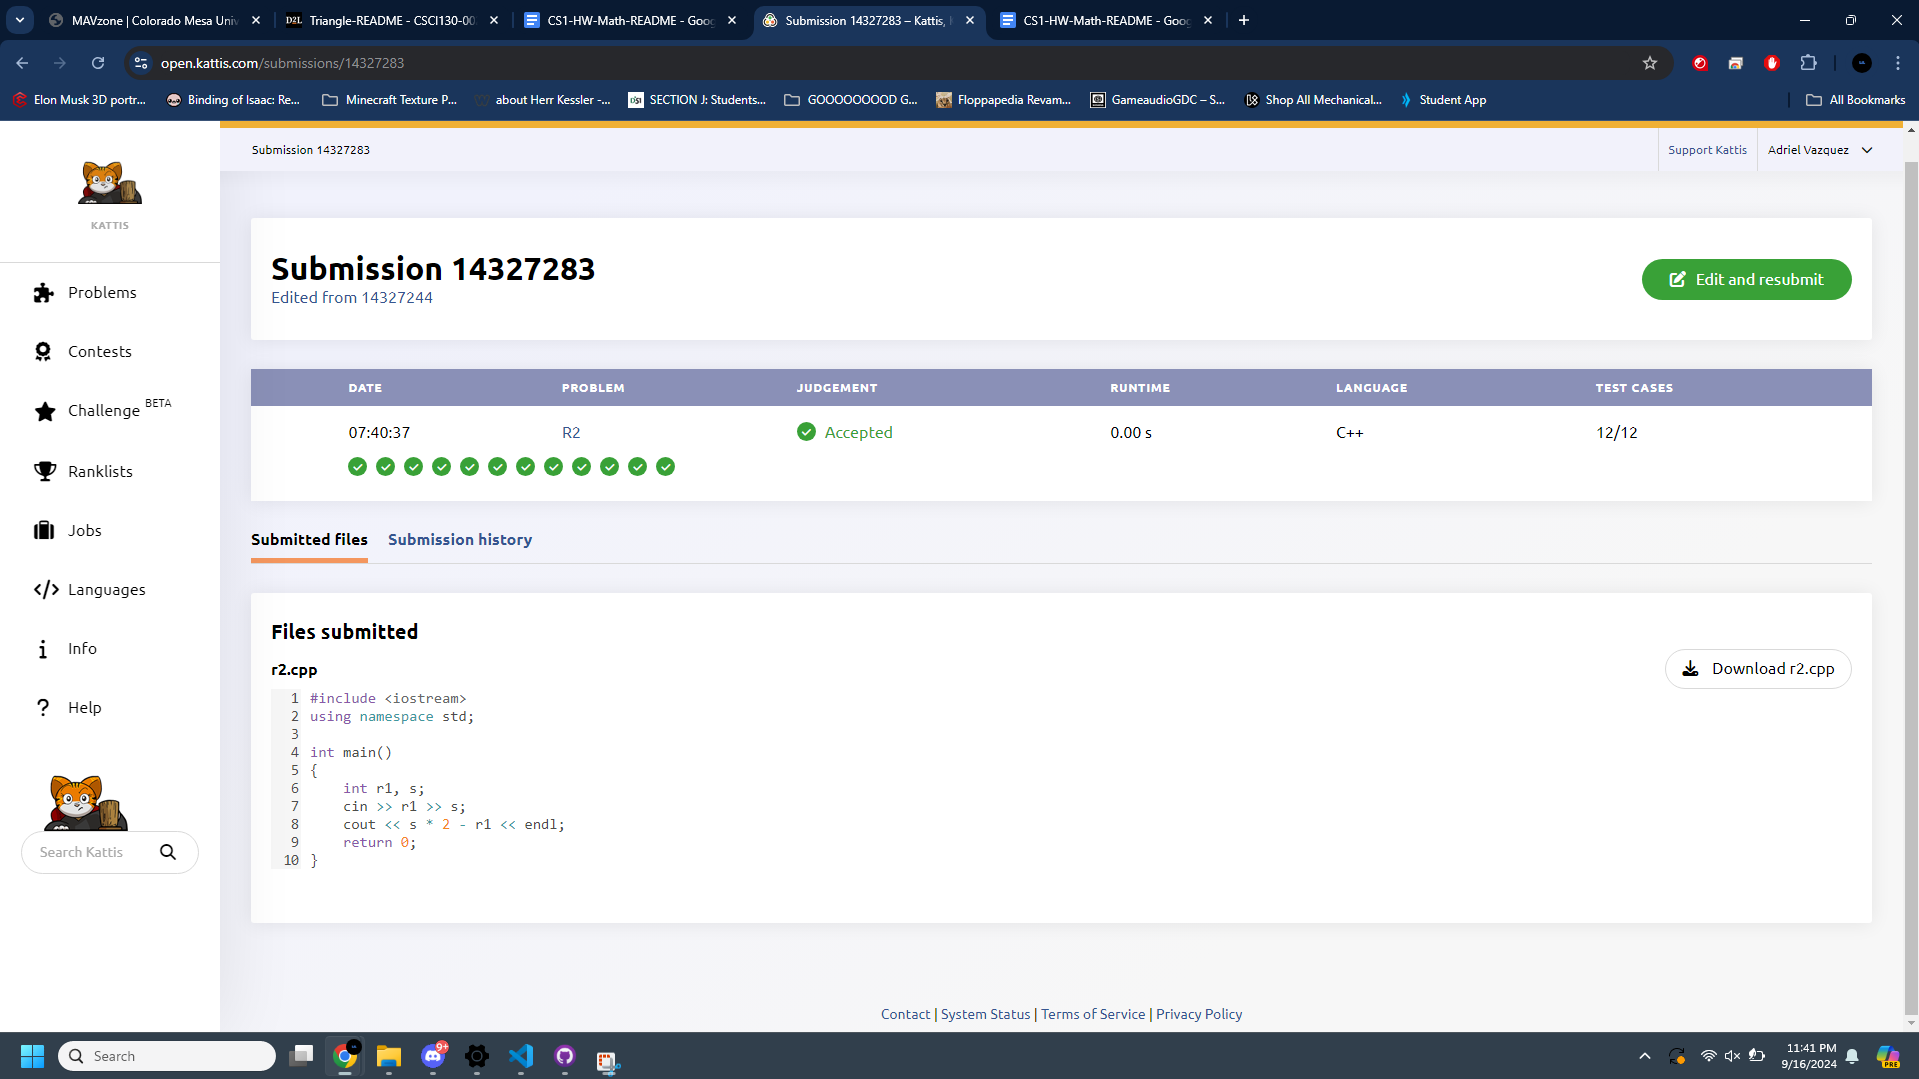 MAVzone | Colorado Mesa Univ
Triangle-README - CSCI130-00
CS1-HW-Math-README - Goog
Submission 14327283 – Kattis,
CS1-HW-Math-README - Goog
open.kattis.com/submissions/14327283
Elon Musk 3D portr...
Binding of Isaac: Re...
Minecraft Texture P...
about Herr Kessler -...
SECTION J: Students...
GOOOOOOOOD G...
Floppapedia Revam...
GameaudioGDC – S...
Shop All Mechanical...
Student App
All Bookmarks
Submission 14327283
Support Kattis
Adriel Vazquez
KATTIS
Problems
Contests
Challenge BETA
Ranklists
Jobs
Languages
Info
Help
Search Kattis
Submission 14327283
Edited from 14327244
Edit and resubmit
DATE PROBLEM JUDGEMENT RUNTIME LANGUAGE TEST CASES
07:40:37 R2 Accepted 0.00 s C++ 12/12
Submitted files Submission history
Files submitted
r2.cpp
Download r2.cpp
1 #include <iostream>
2 using namespace std;
3
4 int main()
5 {
6 int r1, s;
7 cin >> r1 >> s;
8 cout << s * 2 - r1 << endl;
9 return 0;
10 }
Contact | System Status | Terms of Service | Privacy Policy
Search
9+
11:41 PM
9/16/2024
PRE